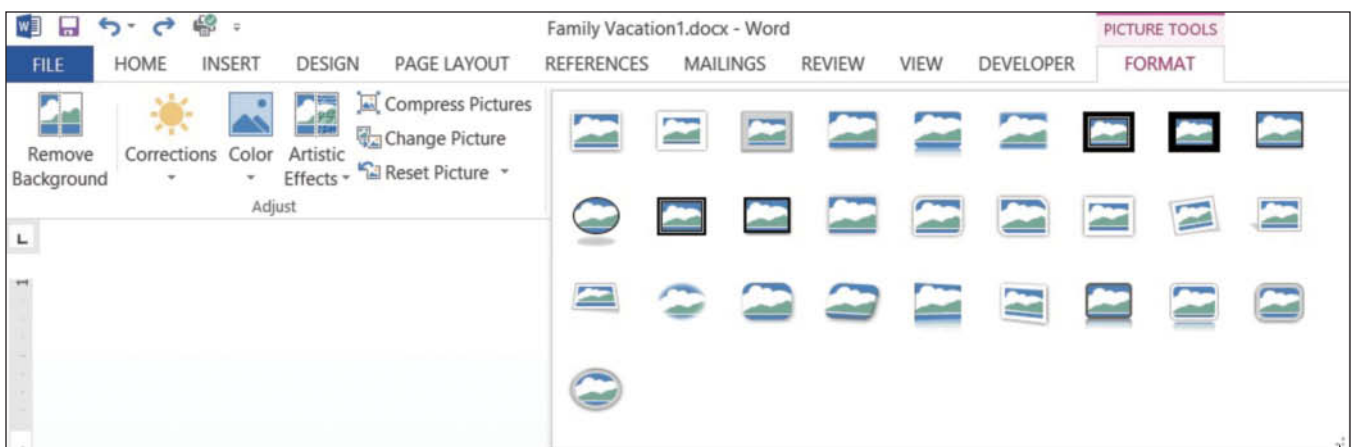 Family Vacation1.docx - Word
PICTURE TOOLS
FILE HOME INSERT DESIGN PAGE LAYOUT REFERENCES MAILINGS REVIEW VIEW DEVELOPER FORMAT
Remove
Background
Corrections
Color
Artistic
Effects
Compress Pictures
Change Picture
Reset Picture
Adjust
L
1